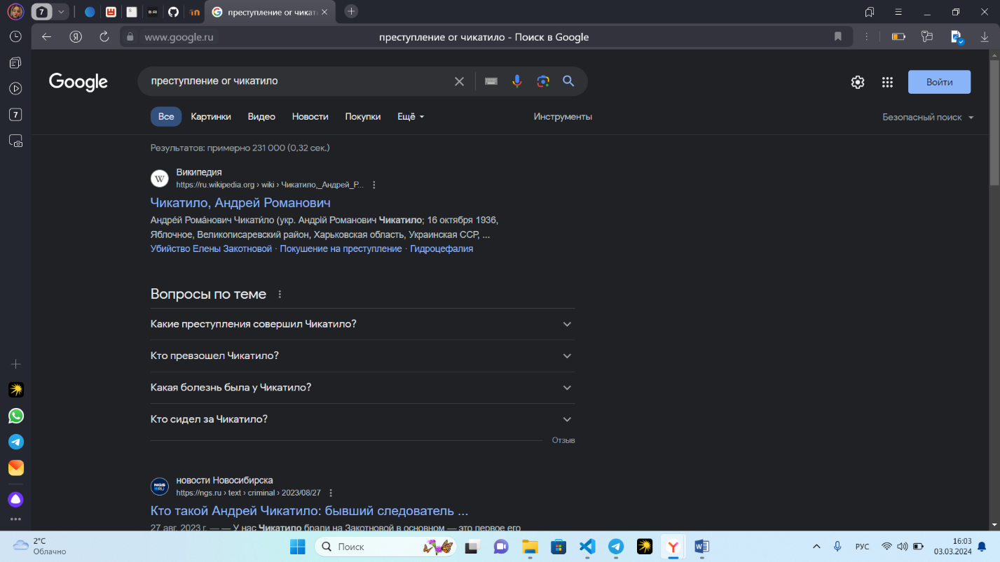 7
преступление or чикат
www.google.ru
преступление or чикатило - Поиск в Google
7
Google
преступление or чикатило
Войти
Все
Картинки
Видео
Новости
Покупки
Ещё
Инструменты
Безопасный поиск
Результатов: примерно 231 000 (0,32 сек.)
W
Википедия
https://ru.wikipedia.org › wiki › Чикатило,_Андрей_Р...
Чикатило, Андрей Романович
Андре́й Рома́нович Чикати́ло (укр. Андрій Романович Чикатило; 16 октября 1936,
Яблочное, Великописаревский район, Харьковская область, Украинская ССР, ...
Убийство Елены Закотновой · Покушение на преступление · Гидроцефалия
Вопросы по теме
Какие преступления совершил Чикатило?
Кто превзошел Чикатило?
Какая болезнь была у Чикатило?
Кто сидел за Чикатило?
Отзыв
NGS
RU
новости Новосибирска
https://ngs.ru › text › criminal › 2023/08/27
Кто такой Андрей Чикатило: бывший следователь ...
27 авг. 2023 г. — — У нас Чикатило брали на Закотновой в основном — это первое его
2°C
Облачно
Поиск
РУС
16:03
03.03.2024